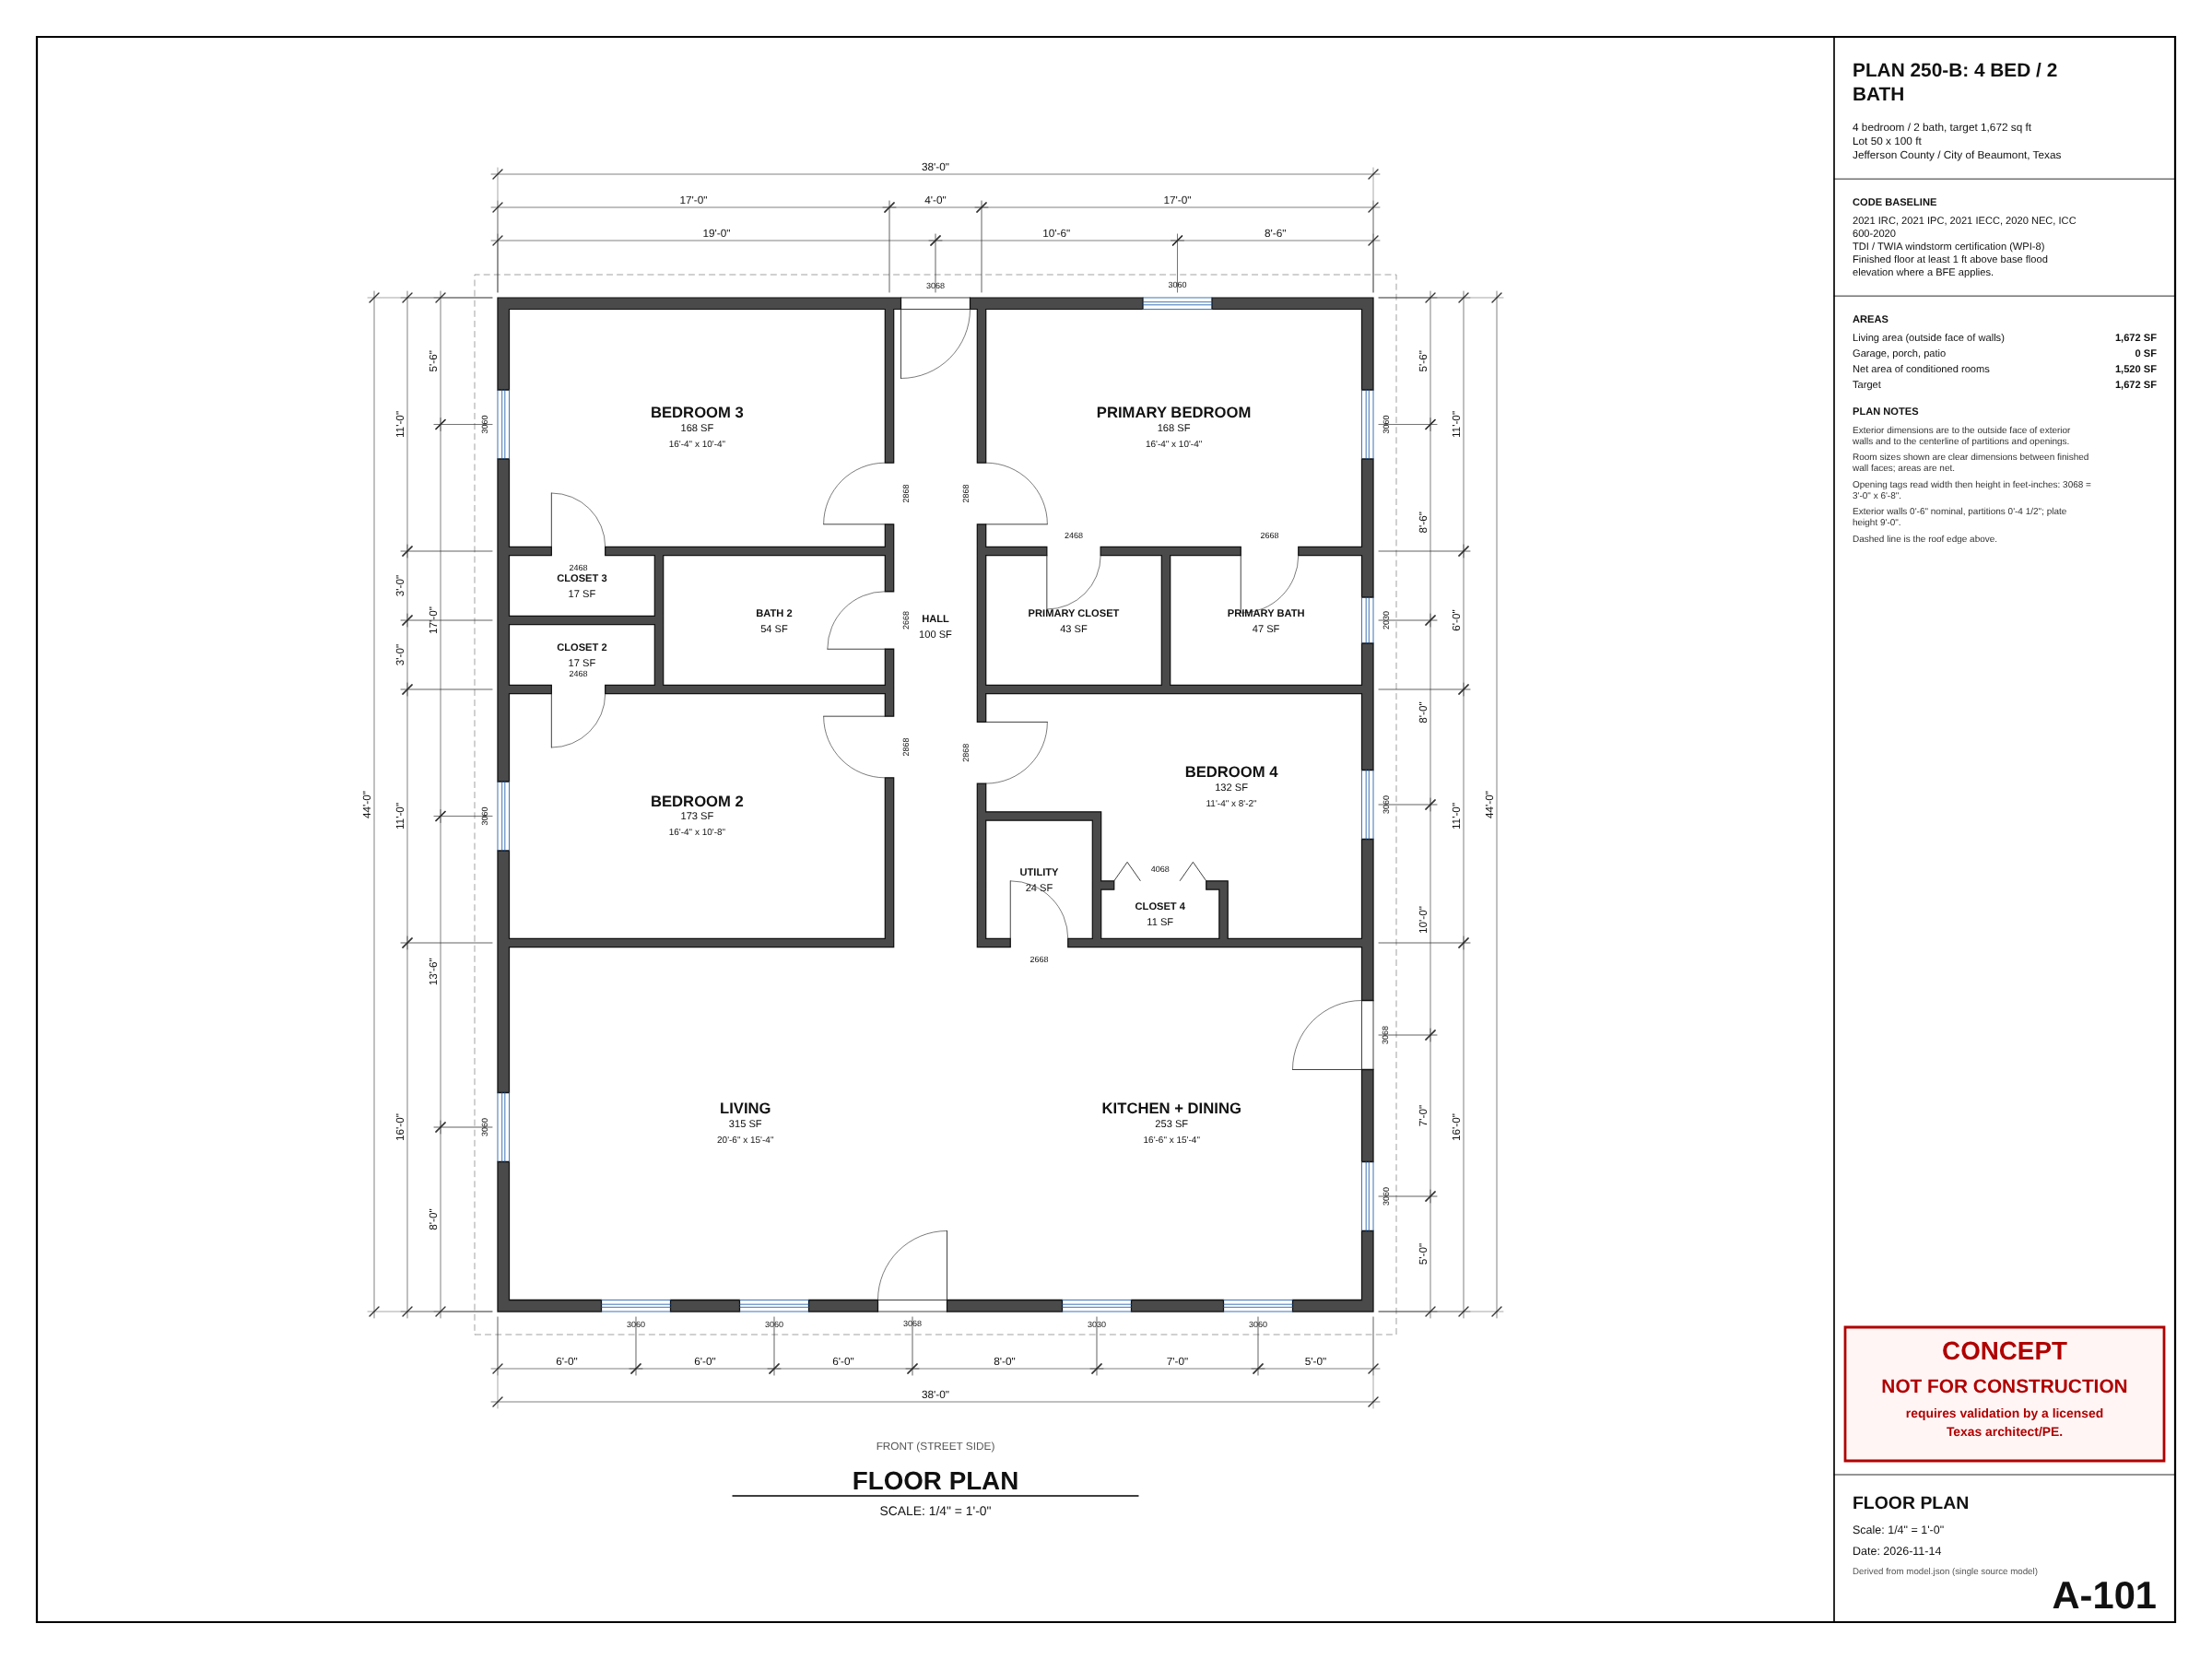 38'-0"
17'-0"
4'-0"
17'-0"
19'-0"
10'-6"
8'-6"
3068
3060
5'-6"
11'-0"
3060
3'-0"
17'-0"
3'-0"
44'-0"
11'-0"
3060
13'-6"
16'-0"
3060
8'-0"
BEDROOM 3
168 SF
16'-4" x 10'-4"
PRIMARY BEDROOM
168 SF
16'-4" x 10'-4"
2868
2868
2468
2668
2468
CLOSET 3
17 SF
BATH 2
54 SF
2668
HALL
100 SF
PRIMARY CLOSET
43 SF
PRIMARY BATH
47 SF
CLOSET 2
17 SF
2468
2868
2868
BEDROOM 4
132 SF
11'-4" x 8'-2"
BEDROOM 2
173 SF
16'-4" x 10'-8"
UTILITY
24 SF
4068
CLOSET 4
11 SF
2668
LIVING
315 SF
20'-6" x 15'-4"
KITCHEN + DINING
253 SF
16'-6" x 15'-4"
5'-6"
3060
11'-0"
8'-6"
2030
6'-0"
8'-0"
3060
11'-0"
44'-0"
10'-0"
3068
7'-0"
16'-0"
3060
5'-0"
3060
3060
3068
3030
3060
6'-0"
6'-0"
6'-0"
8'-0"
7'-0"
5'-0"
38'-0"
FRONT (STREET SIDE)
FLOOR PLAN
SCALE: 1/4" = 1'-0"
PLAN 250-B: 4 BED / 2
BATH
4 bedroom / 2 bath, target 1,672 sq ft
Lot 50 x 100 ft
Jefferson County / City of Beaumont, Texas
CODE BASELINE
2021 IRC, 2021 IPC, 2021 IECC, 2020 NEC, ICC
600-2020
TDI / TWIA windstorm certification (WPI-8)
Finished floor at least 1 ft above base flood
elevation where a BFE applies.
AREAS
Living area (outside face of walls) 1,672 SF
Garage, porch, patio 0 SF
Net area of conditioned rooms 1,520 SF
Target 1,672 SF
PLAN NOTES
Exterior dimensions are to the outside face of exterior
walls and to the centerline of partitions and openings.
Room sizes shown are clear dimensions between finished
wall faces; areas are net.
Opening tags read width then height in feet-inches: 3068 =
3'-0" x 6'-8".
Exterior walls 0'-6" nominal, partitions 0'-4 1/2"; plate
height 9'-0".
Dashed line is the roof edge above.
CONCEPT
NOT FOR CONSTRUCTION
requires validation by a licensed
Texas architect/PE.
FLOOR PLAN
Scale: 1/4" = 1'-0"
Date: 2026-11-14
Derived from model.json (single source model)
A-101